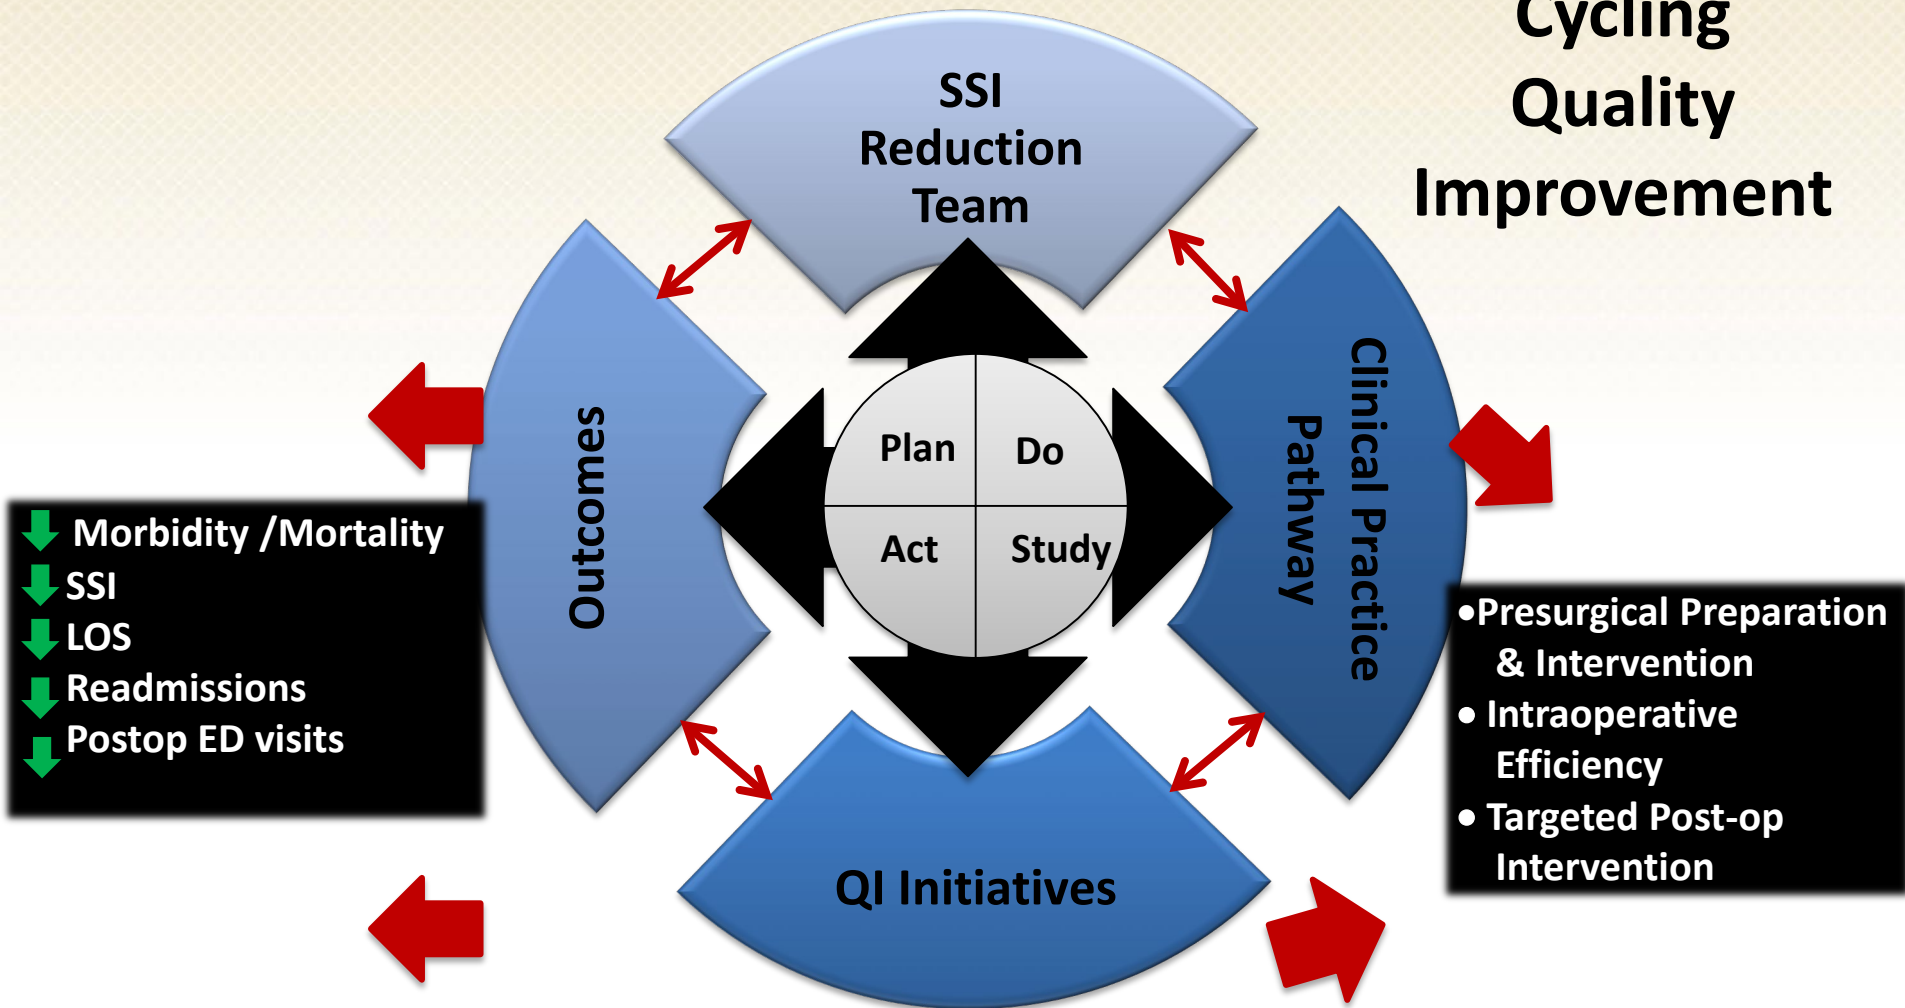 Cycling
Quality
Improvement
SSI
Reduction
Team
Outcomes
Clinical Practice
Pathway
Plan
Do
Act
Study
QI Initiatives
Morbidity /Mortality
SSI
LOS
Readmissions
Postop ED visits
•Presurgical Preparation
& Intervention
• Intraoperative
Efficiency
• Targeted Post-op
Intervention